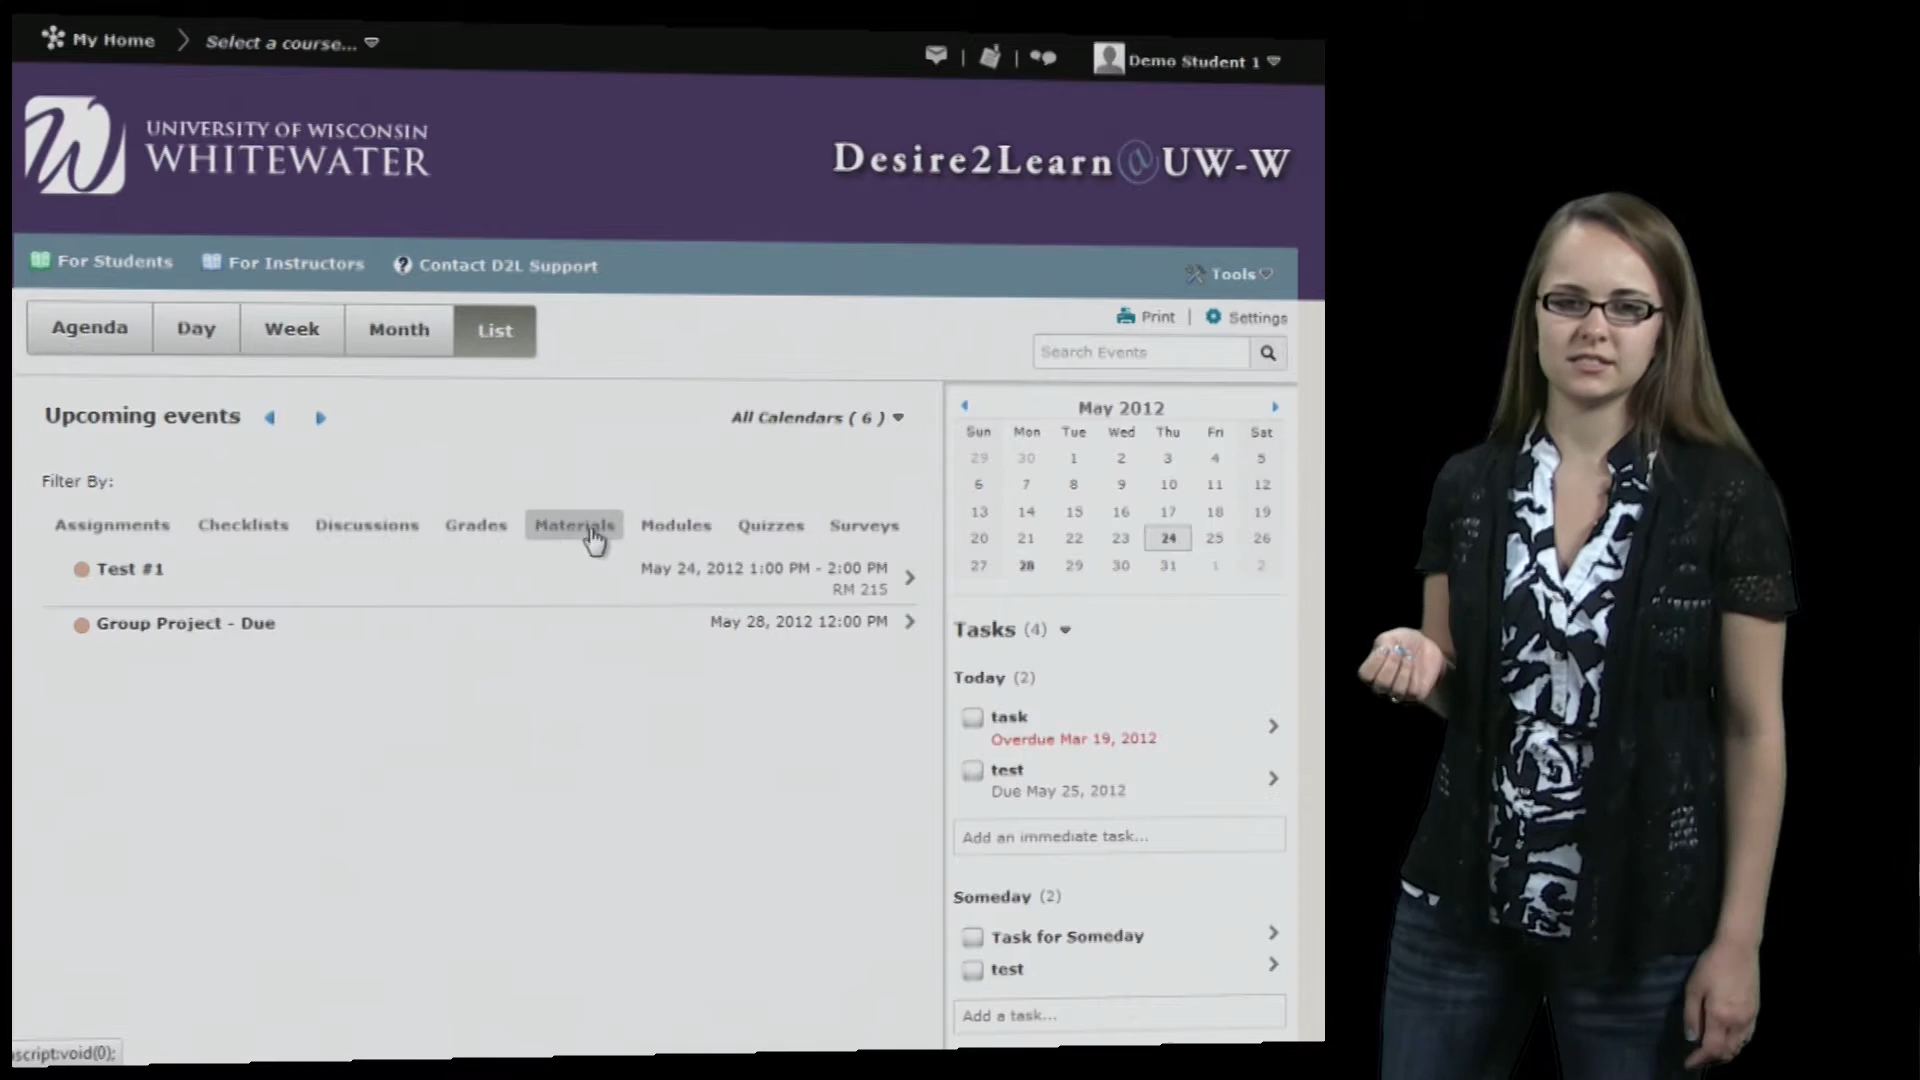 My Home
Select a course...
Demo Student 1
UNIVERSITY OF WISCONSIN
WHITEWATER
Desire2Learn@UW-W
For Students
For Instructors
Contact D2L Support
Tools
Agenda
Day
Week
Month
List
Print | Settings
Search Events
Upcoming events
All Calendars ( 6 )
Filter By:
Assignments
Checklists
Discussions
Grades
Materials
Modules
Quizzes
Surveys
Test #1
May 24, 2012 1:00 PM - 2:00 PM
RM 215
Group Project - Due
May 28, 2012 12:00 PM
May 2012
Sun Mon Tue Wed Thu Fri Sat
29 30 1 2 3 4 5
6 7 8 9 10 11 12
13 14 15 16 17 18 19
20 21 22 23 24 25 26
27 28 29 30 31 1 2
Tasks (4)
Today (2)
task
Overdue Mar 19, 2012
test
Due May 25, 2012
Add an immediate task...
Someday (2)
Task for Someday
test
Add a task...
script:void(0);